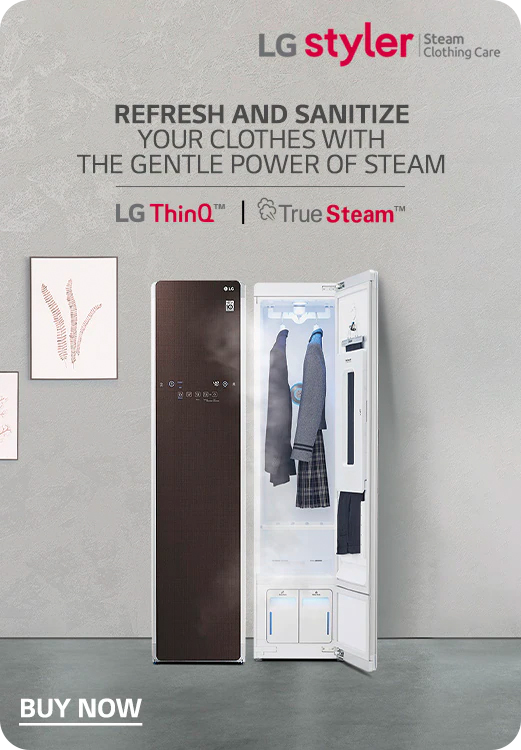 LG styler
Steam
Clothing Care
REFRESH AND SANITIZE
YOUR CLOTHES WITH
THE GENTLE POWER OF STEAM
LG ThinQ™ | TrueSteam™
LG
BUY NOW